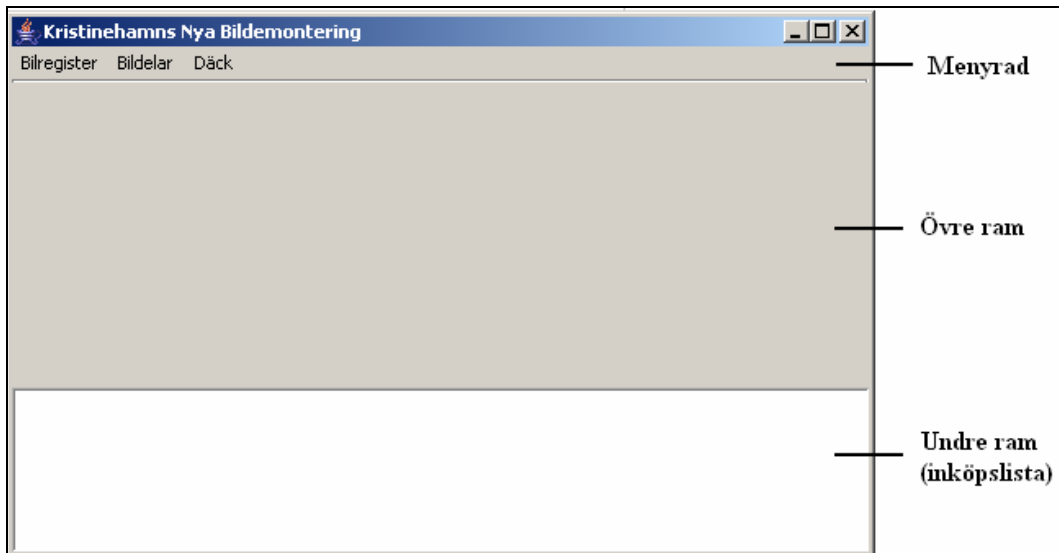 Kristinehamns Nya Bildemontering
Bilregister Bildelar Däck
Menyrad
Övre ram
Undre ram
(inköpslista)